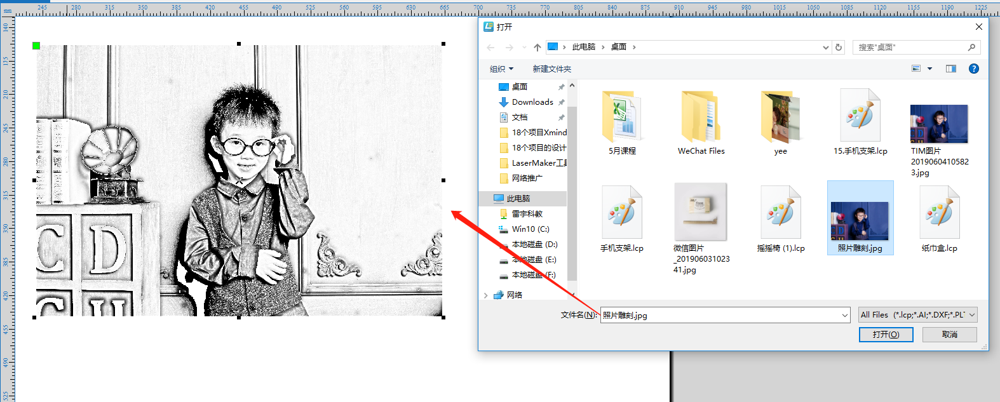 mm
245 280 315 350 385 420 455 490 525 560 595 630 665 700 735 770 805 840 875 910 945 980 1015 1050 1085 1120 1155 1190 1225
140
175
210
245
280
315
350
385
420
455
490
525
C D
打开
此电脑 桌面
搜索"桌面"
组织
新建文件夹
桌面
Downloads
文档
18个项目Xmind
18个项目的设计
LaserMaker工具
网络推广
此电脑
雷宇科教
Win10 (C:)
本地磁盘 (D:)
本地磁盘 (E:)
本地磁盘 (F:)
网络
5月课程
WeChat Files
yee
15.手机支架.lcp
TIM图片
2019060410582
3.jpg
手机支架.lcp
微信图片
_201906031023
41.jpg
摇摇椅 (1).lcp
照片雕刻.jpg
纸巾盒.lcp
文件名(N):
照片雕刻.jpg
All Files (*.lcp;*.AI;*.DXF;*.PLT
打开(O)
取消